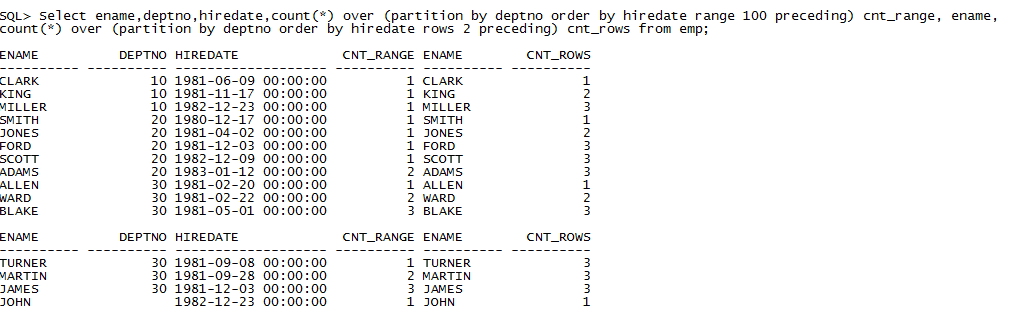 SQL> Select ename,deptno,hiredate,count(*) over (partition by deptno order by hiredate range 100 preceding) cnt_range, ename,
count(*) over (partition by deptno order by hiredate rows 2 preceding) cnt_rows from emp;
ENAME DEPTNO HIREDATE CNT_RANGE ENAME CNT_ROWS
---------- ---------- ------------------- ---------- ---------- ----------
CLARK 10 1981-06-09 00:00:00 1 CLARK 1
KING 10 1981-11-17 00:00:00 1 KING 2
MILLER 10 1982-12-23 00:00:00 1 MILLER 3
SMITH 20 1980-12-17 00:00:00 1 SMITH 1
JONES 20 1981-04-02 00:00:00 1 JONES 2
FORD 20 1981-12-03 00:00:00 1 FORD 3
SCOTT 20 1982-12-09 00:00:00 1 SCOTT 3
ADAMS 20 1983-01-12 00:00:00 2 ADAMS 3
ALLEN 30 1981-02-20 00:00:00 1 ALLEN 1
WARD 30 1981-02-22 00:00:00 2 WARD 2
BLAKE 30 1981-05-01 00:00:00 3 BLAKE 3
ENAME DEPTNO HIREDATE CNT_RANGE ENAME CNT_ROWS
---------- ---------- ------------------- ---------- ---------- ----------
TURNER 30 1981-09-08 00:00:00 1 TURNER 3
MARTIN 30 1981-09-28 00:00:00 2 MARTIN 3
JAMES 30 1981-12-03 00:00:00 3 JAMES 3
JOHN 1982-12-23 00:00:00 1 JOHN 1